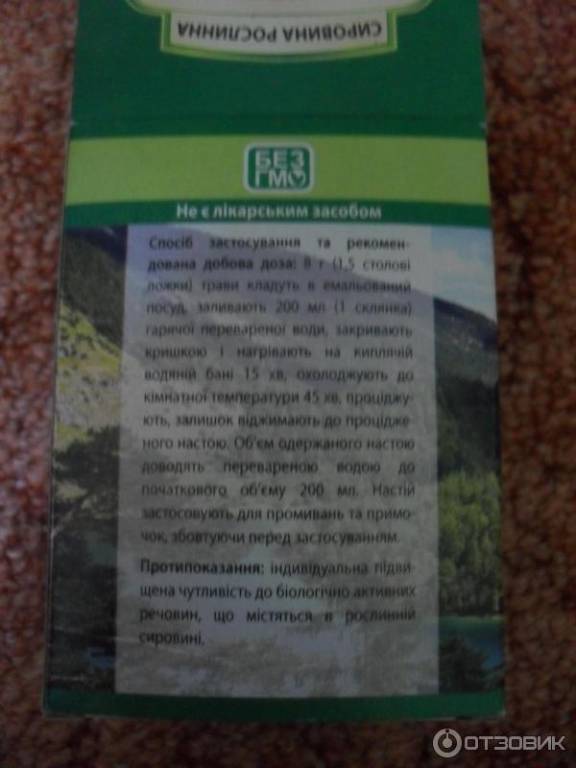 СИРОВИНА РОСЛИННА
БЕЗ
ГМО
Не є лікарським засобом
Спосіб застосування та рекомен-
дована добова доза: 8 г (1,5 столові
ложки) трави кладуть в емальований
посуд, заливають 200 мл (1 склянка)
гарячої перевареної води, закривають
кришкою і нагрівають на киплячій
водяній бані 15 хв, охолоджують до
кімнатної температури 45 хв, проціджу-
ють, залишок віджимають до процідже-
ного настою. Об'єм одержаного настою
доводять перевареною водою до
початкового об'єму 200 мл. Настій
застосовують для промивань та примо-
чок, збовтуючи перед застосуванням.
Протипоказання: індивідуальна підви-
щена чутливість до біологічно активних
речовин, що містяться в рослинній
сировині.
ОТЗОВИК